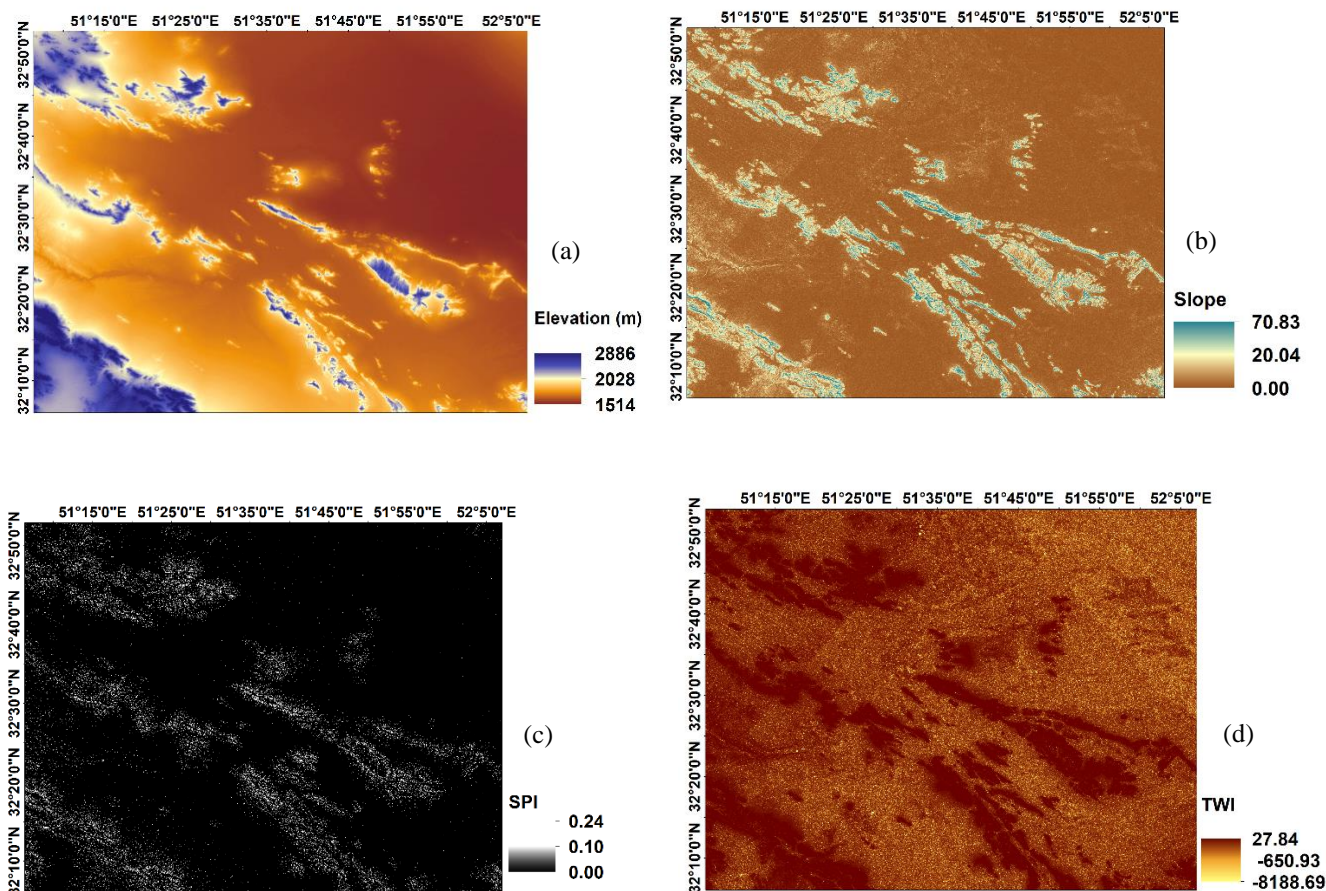 51°15'0"E 51°25'0"E 51°35'0"E 51°45'0"E 51°55'0"E 52°5'0"E
32°50'0"N
32°40'0"N
32°30'0"N
32°20'0"N
32°10'0"N
(a)
Elevation (m)
2886
2028
1514
51°15'0"E 51°25'0"E 51°35'0"E 51°45'0"E 51°55'0"E 52°5'0"E
32°50'0"N
32°40'0"N
32°30'0"N
32°20'0"N
32°10'0"N
(b)
Slope
70.83
20.04
0.00
51°15'0"E 51°25'0"E 51°35'0"E 51°45'0"E 51°55'0"E 52°5'0"E
32°50'0"N
32°40'0"N
32°30'0"N
32°20'0"N
32°10'0"N
(c)
SPI
0.24
0.10
0.00
51°15'0"E 51°25'0"E 51°35'0"E 51°45'0"E 51°55'0"E 52°5'0"E
32°50'0"N
32°40'0"N
32°30'0"N
32°20'0"N
32°10'0"N
(d)
TWI
27.84
-650.93
-8188.69